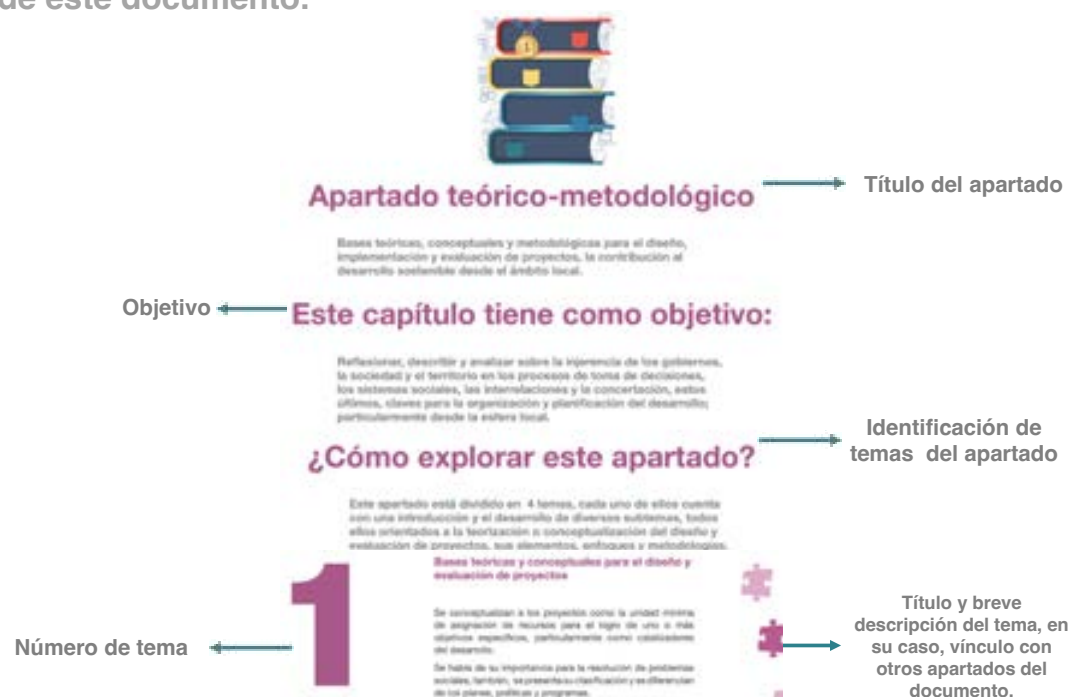 de este documento.
1
Apartado teórico-metodológico
Título del apartado
Bases teóricas, conceptuales y metodológicas para el diseño,
implementación y evaluación de proyectos, la contribución al
desarrollo sostenible desde el ámbito local.
Objetivo
Este capítulo tiene como objetivo:
Reflexionar, describir y analizar sobre la injerencia de los gobiernos,
la sociedad y el territorio en los procesos de toma de decisiones,
los sistemas sociales, las interrelaciones y la concertación, estos
últimos, claves para la organización y planificación del desarrollo;
particularmente desde la esfera local.
Identificación de
temas del apartado
¿Cómo explorar este apartado?
Este apartado está dividido en 4 temas, cada uno de ellos cuenta
con una introducción y el desarrollo de diversos subtemas, todos
ellos orientados a la teorización o conceptualización del diseño y
evaluación de proyectos, sus elementos, enfoques y metodologías.
1
Bases teóricas y conceptuales para el diseño y
evaluación de proyectos
Se conceptualizan a los proyectos como la unidad mínima
de asignación de recursos para el logro de uno o más
objetivos específicos, particularmente como catalizadores
del desarrollo.
Se habla de su importancia para la resolución de problemas
sociales, también, se presenta su clasificación y se diferencian
de los planes, políticas y programas.
Número de tema
Título y breve
descripción del tema, en
su caso, vínculo con
otros apartados del
documento.